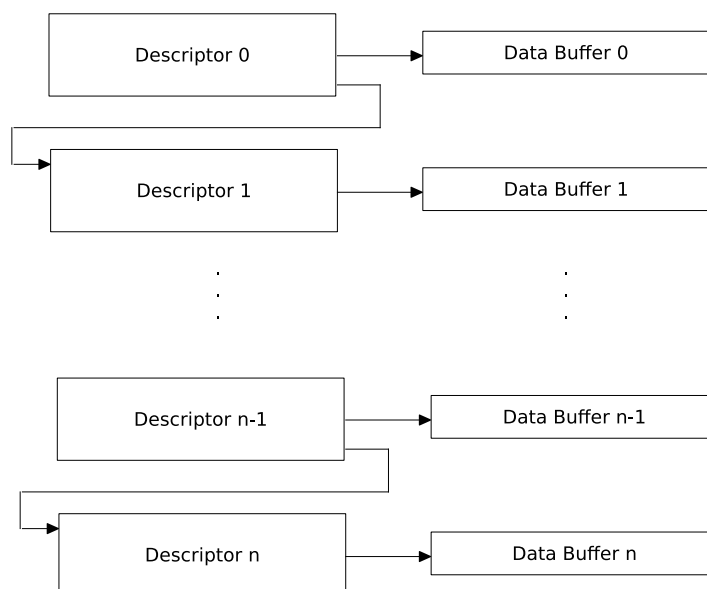 Descriptor 0
Data Buffer 0
Descriptor 1
Data Buffer 1
. .
. .
. .
Descriptor n-1
Data Buffer n-1
Descriptor n
Data Buffer n